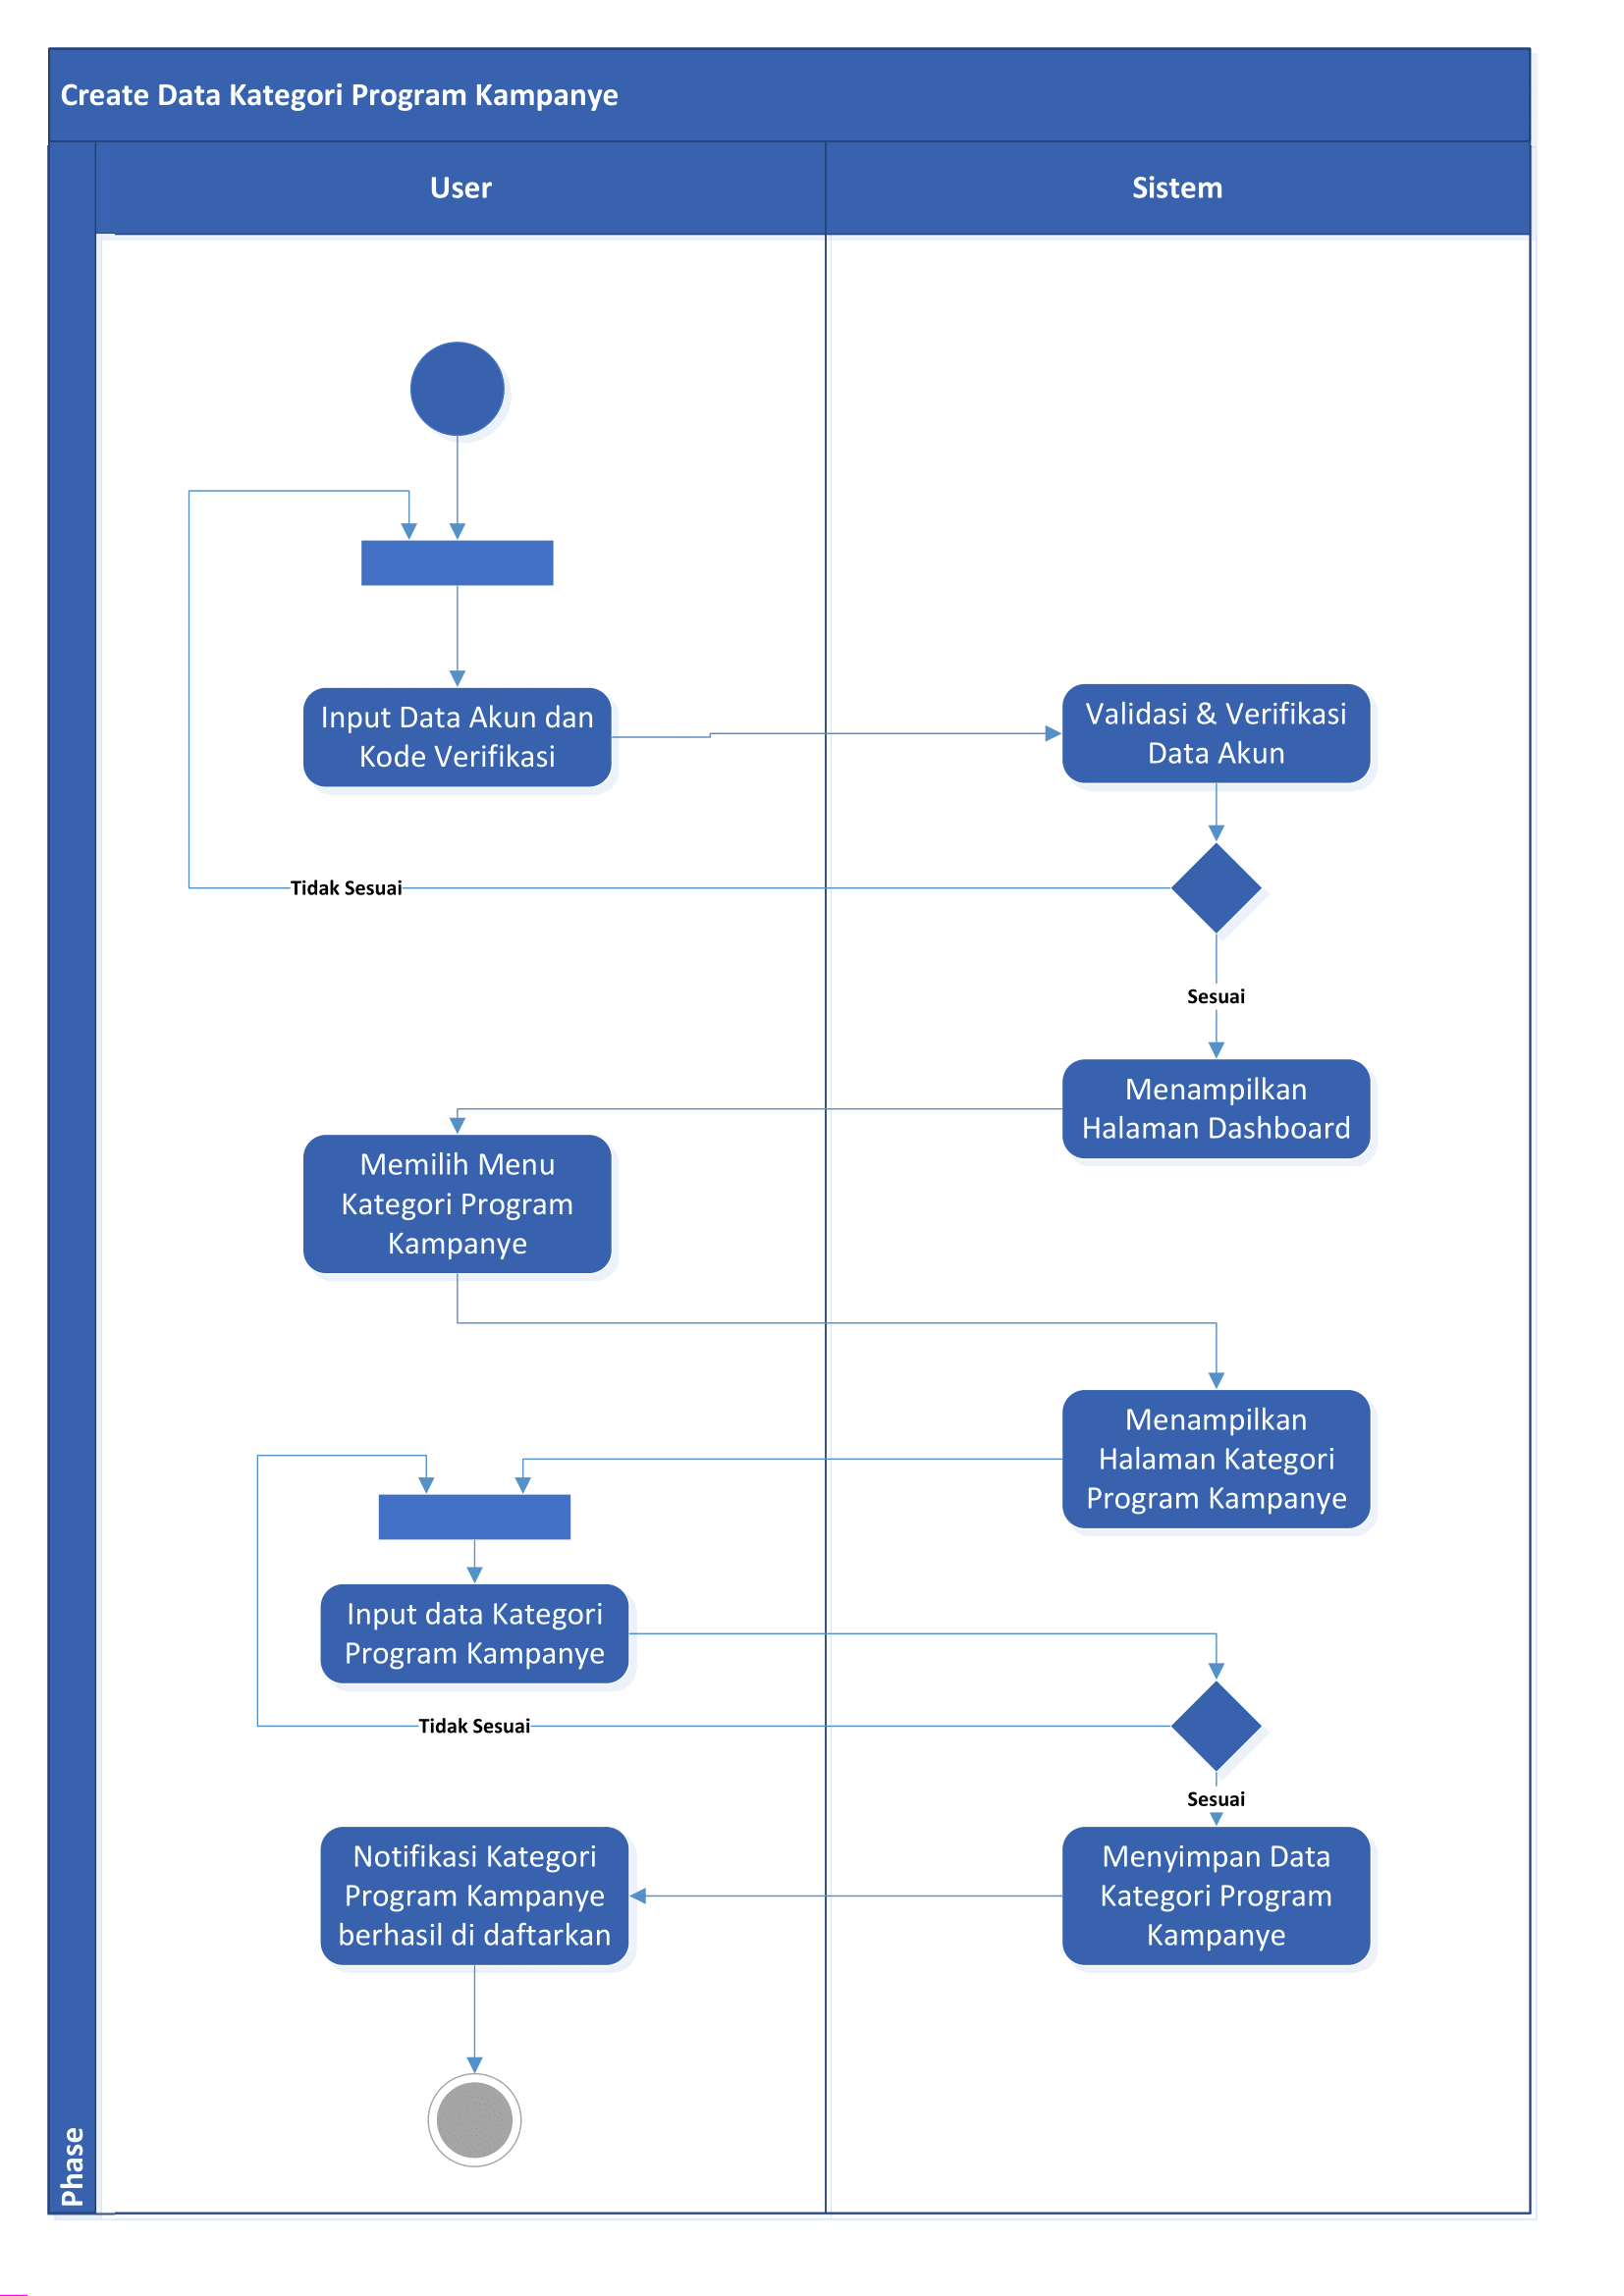 Create Data Kategori Program Kampanye
User
Sistem
Input Data Akun dan
Kode Verifikasi
Validasi & Verifikasi
Data Akun
Tidak Sesuai
Sesuai
Menampilkan
Halaman Dashboard
Memilih Menu
Kategori Program
Kampanye
Menampilkan
Halaman Kategori
Program Kampanye
Input data Kategori
Program Kampanye
Tidak Sesuai
Sesuai
Menyimpan Data
Kategori Program
Kampanye
Notifikasi Kategori
Program Kampanye
berhasil di daftarkan
Phase